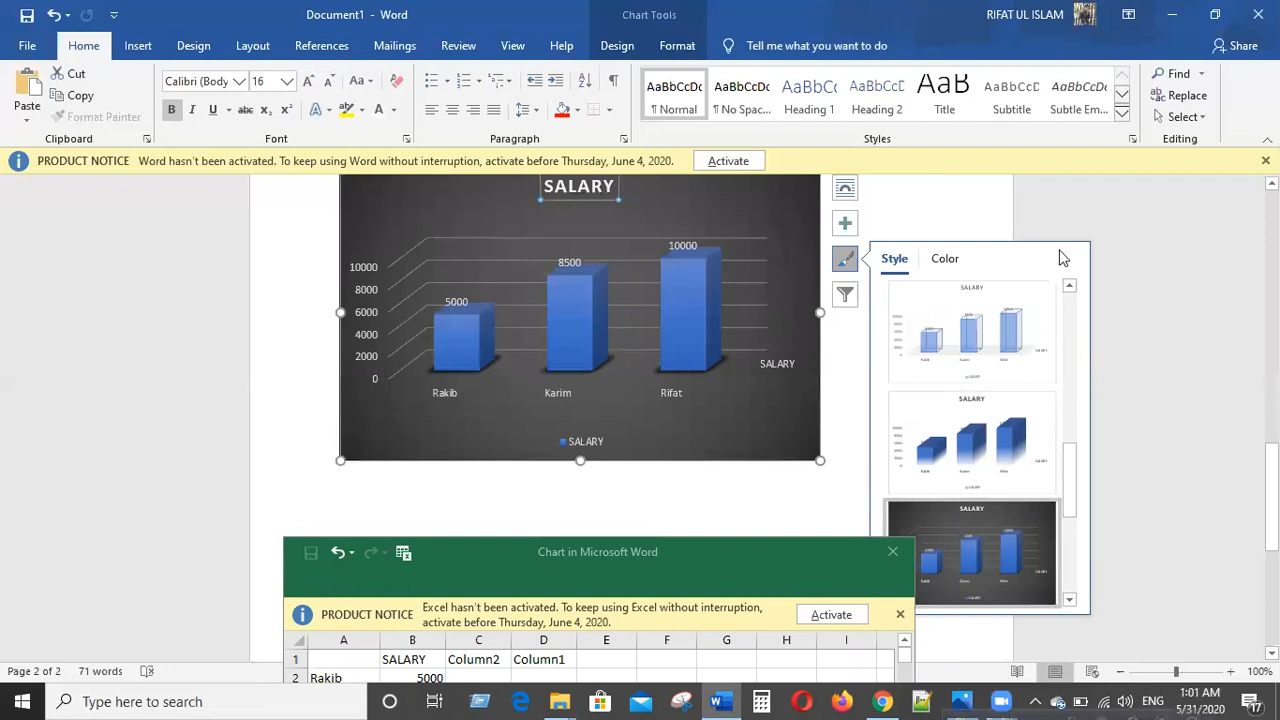 Document1 - Word
Chart Tools
RIFAT UL ISLAM
File Home Insert Design Layout References Mailings Review View Help Design Format Tell me what you want to do Share
Paste
Cut
Copy
Format Painter
Clipboard
Calibri (Body 16
Aa
B I U abc x₂ x² A A
Font
Paragraph
AaBbCcDc AaBbCcDc AaBbCc AaBbCcC AaB AaBbCcD AaBbCcDc
¶ Normal ¶ No Spac... Heading 1 Heading 2 Title Subtitle Subtle Em...
Styles
Find
Replace
Select
Editing
PRODUCT NOTICE Word hasn't been activated. To keep using Word without interruption, activate before Thursday, June 4, 2020. Activate
SALARY
10000
8000
6000
4000
2000
0
5000
8500
10000
Rakib Karim Rifat
SALARY
SALARY
Style Color
SALARY
SALARY
SALARY
Chart in Microsoft Word
PRODUCT NOTICE Excel hasn't been activated. To keep using Excel without interruption,
activate before Thursday, June 4, 2020.
Activate
A B C D E F G H I
1 SALARY Column2 Column1
2 Rakib 5000
Page 2 of 2 71 words
100%
Type here to search
ENG
1:01 AM
5/31/2020
17